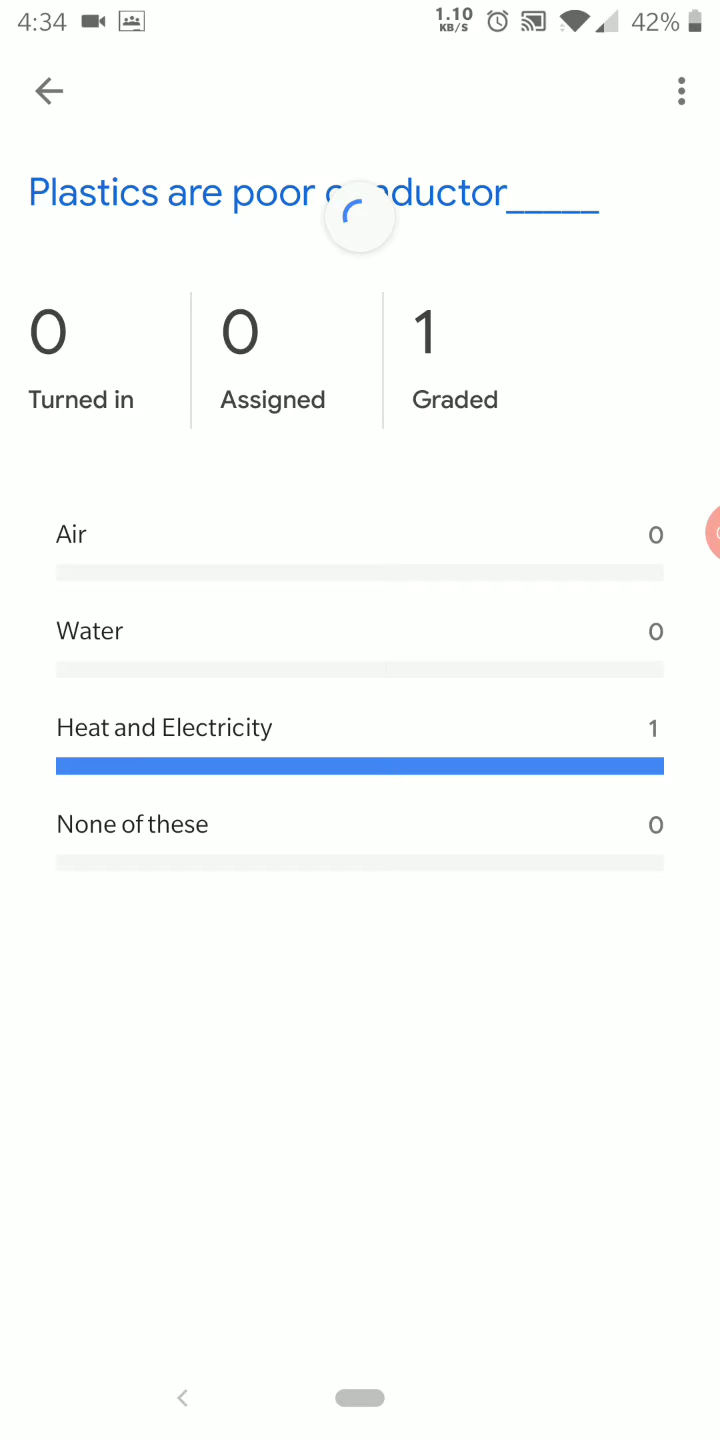 4:34 1.10 KB/S 42%
Plastics are poor conductor_____
0 0 1
Turned in Assigned Graded
Air 0
Water 0
Heat and Electricity 1
None of these 0